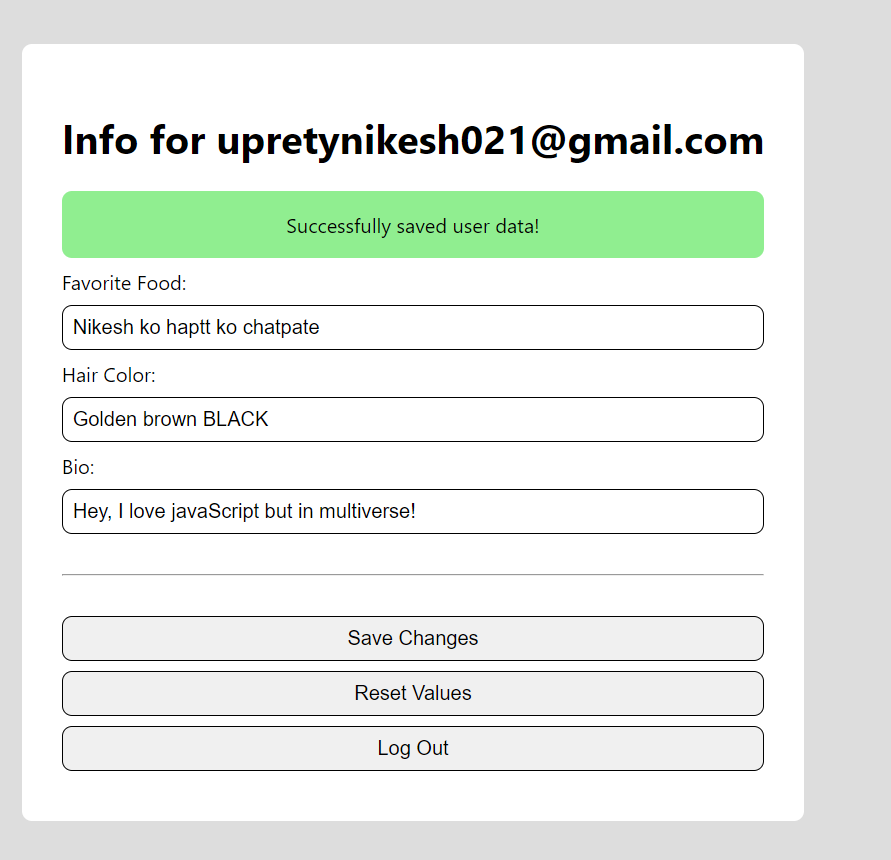 Info for upretynikesh021@gmail.com
Successfully saved user data!
Favorite Food:
Nikesh ko haptt ko chatpate
Hair Color:
Golden brown BLACK
Bio:
Hey, I love javaScript but in multiverse!
Save Changes
Reset Values
Log Out